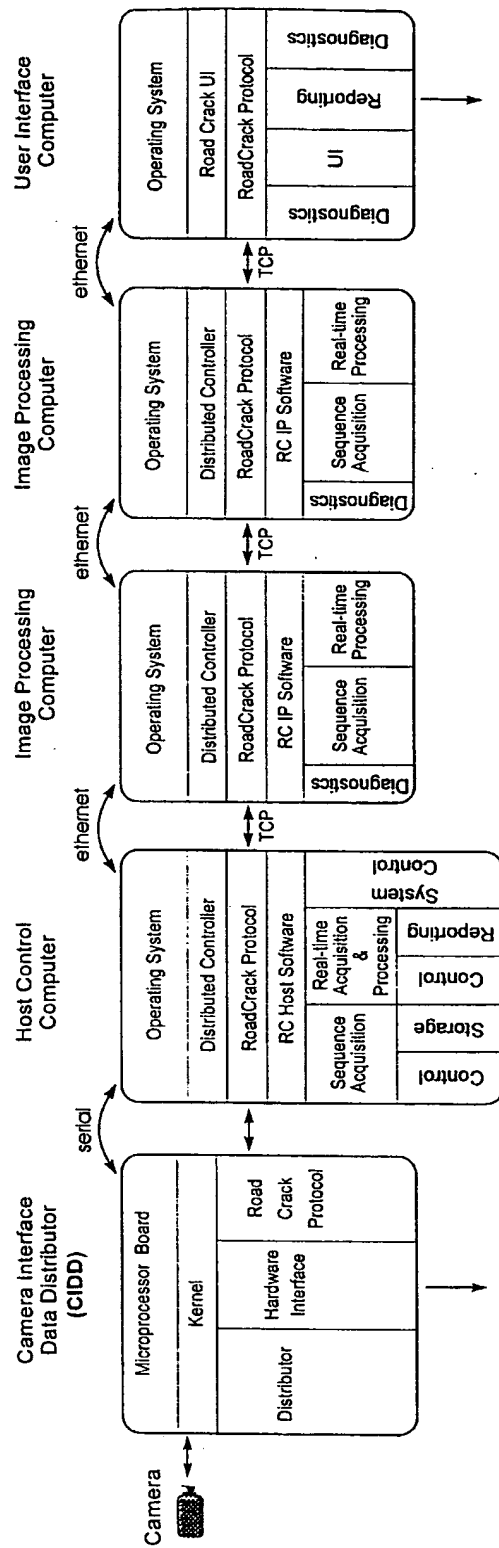 Camera
Camera Interface
Data Distributor
(CIDD)
Microprocessor Board
Kernel
Distributor
Hardware
Interface
Road
Crack
Protocol
serial
Host Control
Computer
Operating System
Distributed Controller
RoadCrack Protocol
RC Host Software
Sequence
Acquisition
Control
Storage
Real-time
Acquisition
&
Processing
Control
Reporting
System
Control
ethernet
TCP
Image Processing
Computer
Operating System
Distributed Controller
RoadCrack Protocol
RC IP Software
Diagnostics
Sequence
Acquisition
Real-time
Processing
ethernet
TCP
Image Processing
Computer
Operating System
Distributed Controller
RoadCrack Protocol
RC IP Software
Diagnostics
Sequence
Acquisition
Real-time
Processing
ethernet
TCP
User Interface
Computer
Operating System
Road Crack UI
RoadCrack Protocol
Diagnostics
UI
Reporting
Diagnostics